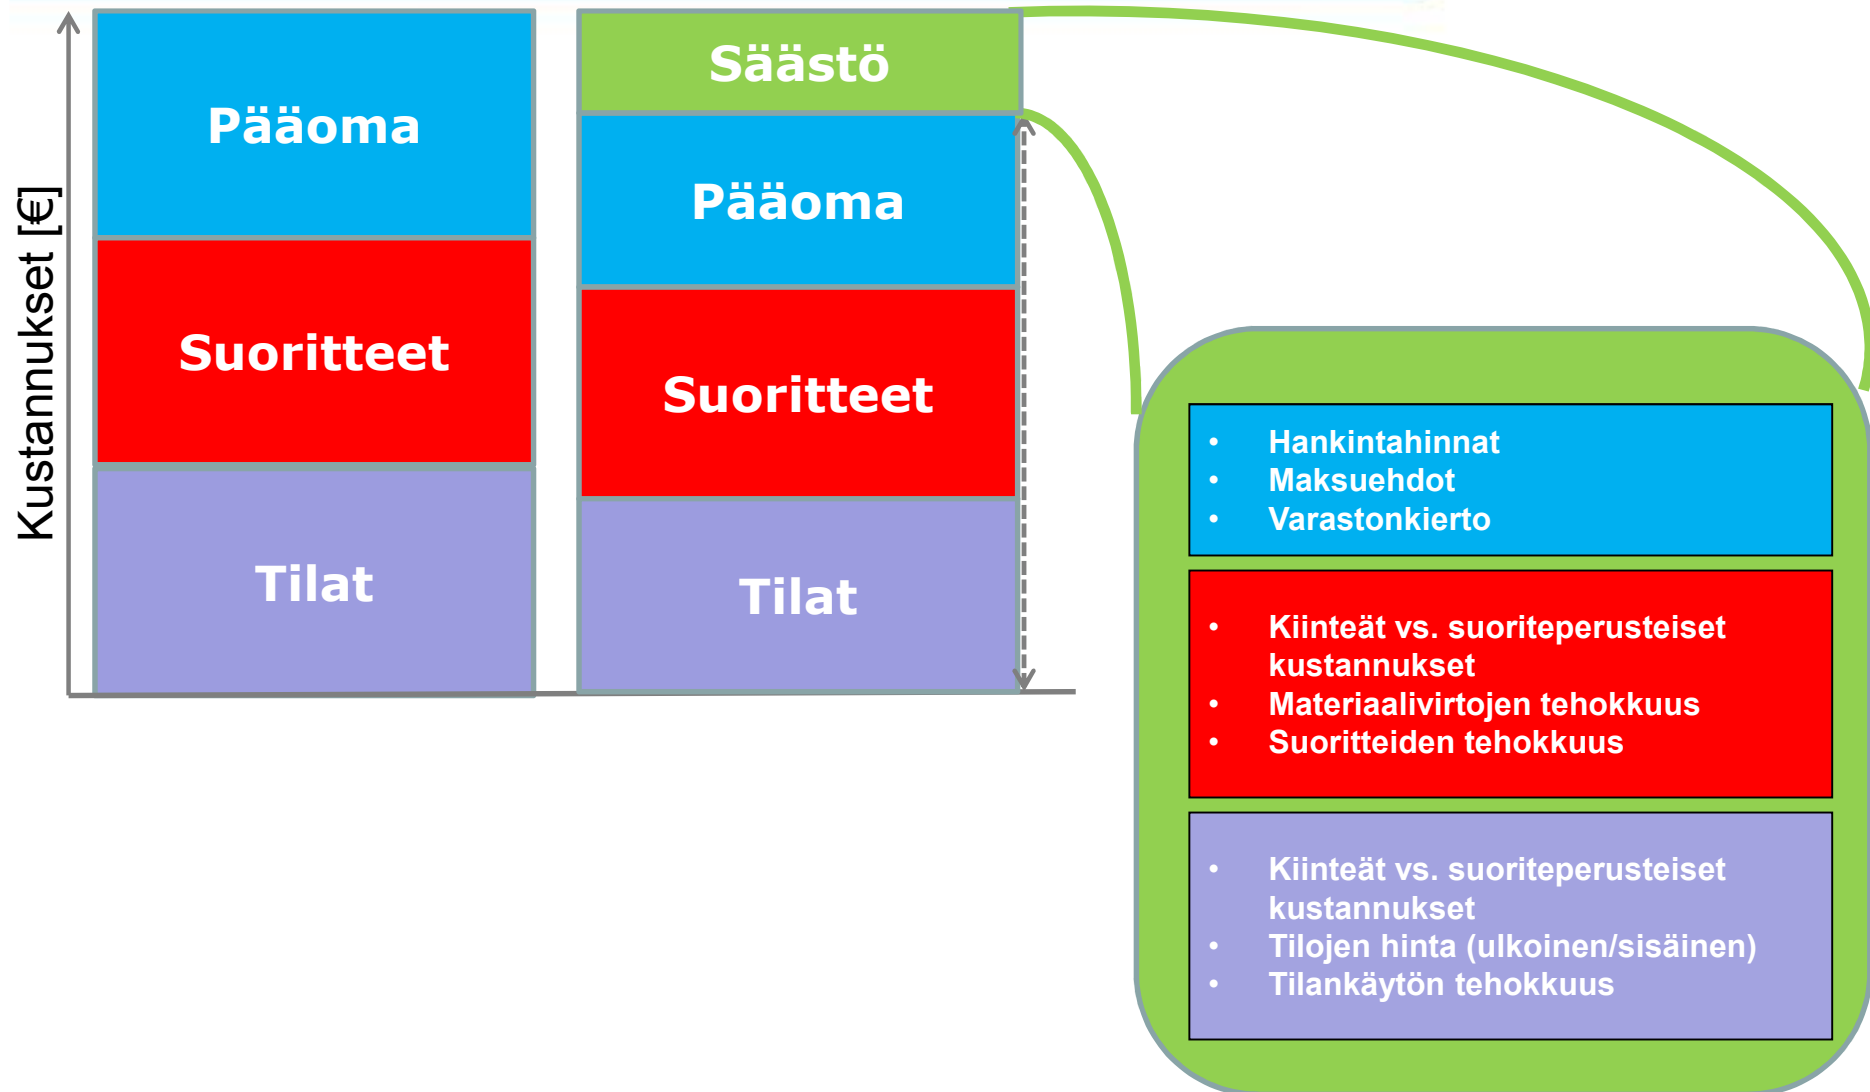 Kustannukset [€]
Pääoma
Suoritteet
Tilat
Säästö
Pääoma
Suoritteet
Tilat
• Hankintahinnat
• Maksuehdot
• Varastonkierto
• Kiinteät vs. suoriteperusteiset
kustannukset
• Materiaalivirtojen tehokkuus
• Suoritteiden tehokkuus
• Kiinteät vs. suoriteperusteiset
kustannukset
• Tilojen hinta (ulkoinen/sisäinen)
• Tilankäytön tehokkuus